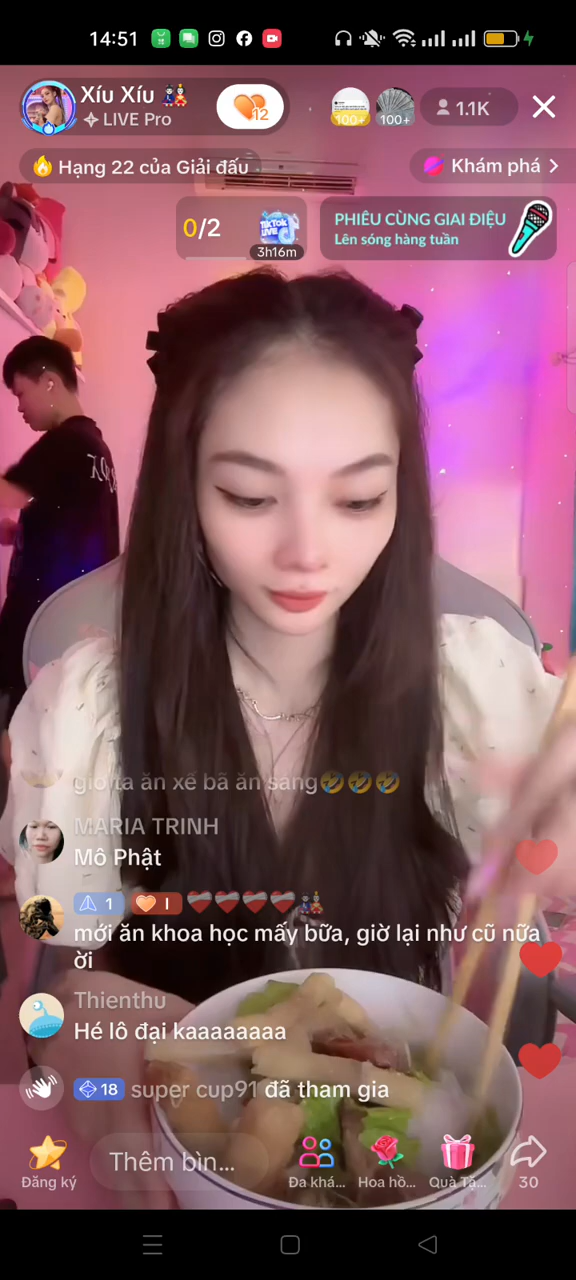 14:51
Xíu Xíu 🎎
LIVE Pro
12
100+
100+
1.1K
Hạng 22 của Giải đấu
Khám phá >
0/2
TIKTOK LIVE
3h16m
PHIÊU CÙNG GIAI ĐIỆU
Lên sóng hàng tuần
giờ ta ăn xế bã ăn sáng🤣🤣🤣
MARIA TRINH
Mô Phật
1 I ❤️‍🩹❤️‍🩹❤️‍🩹❤️‍🩹🎎
mới ăn khoa học mấy bữa, giờ lại như cũ nữa
ời
Thienthu
Hé lô đại kaaaaaaaa
18 super cup91 đã tham gia
Đăng ký
Thêm bìn...
Đa khá...
Hoa hồ...
Quà Tặ...
30